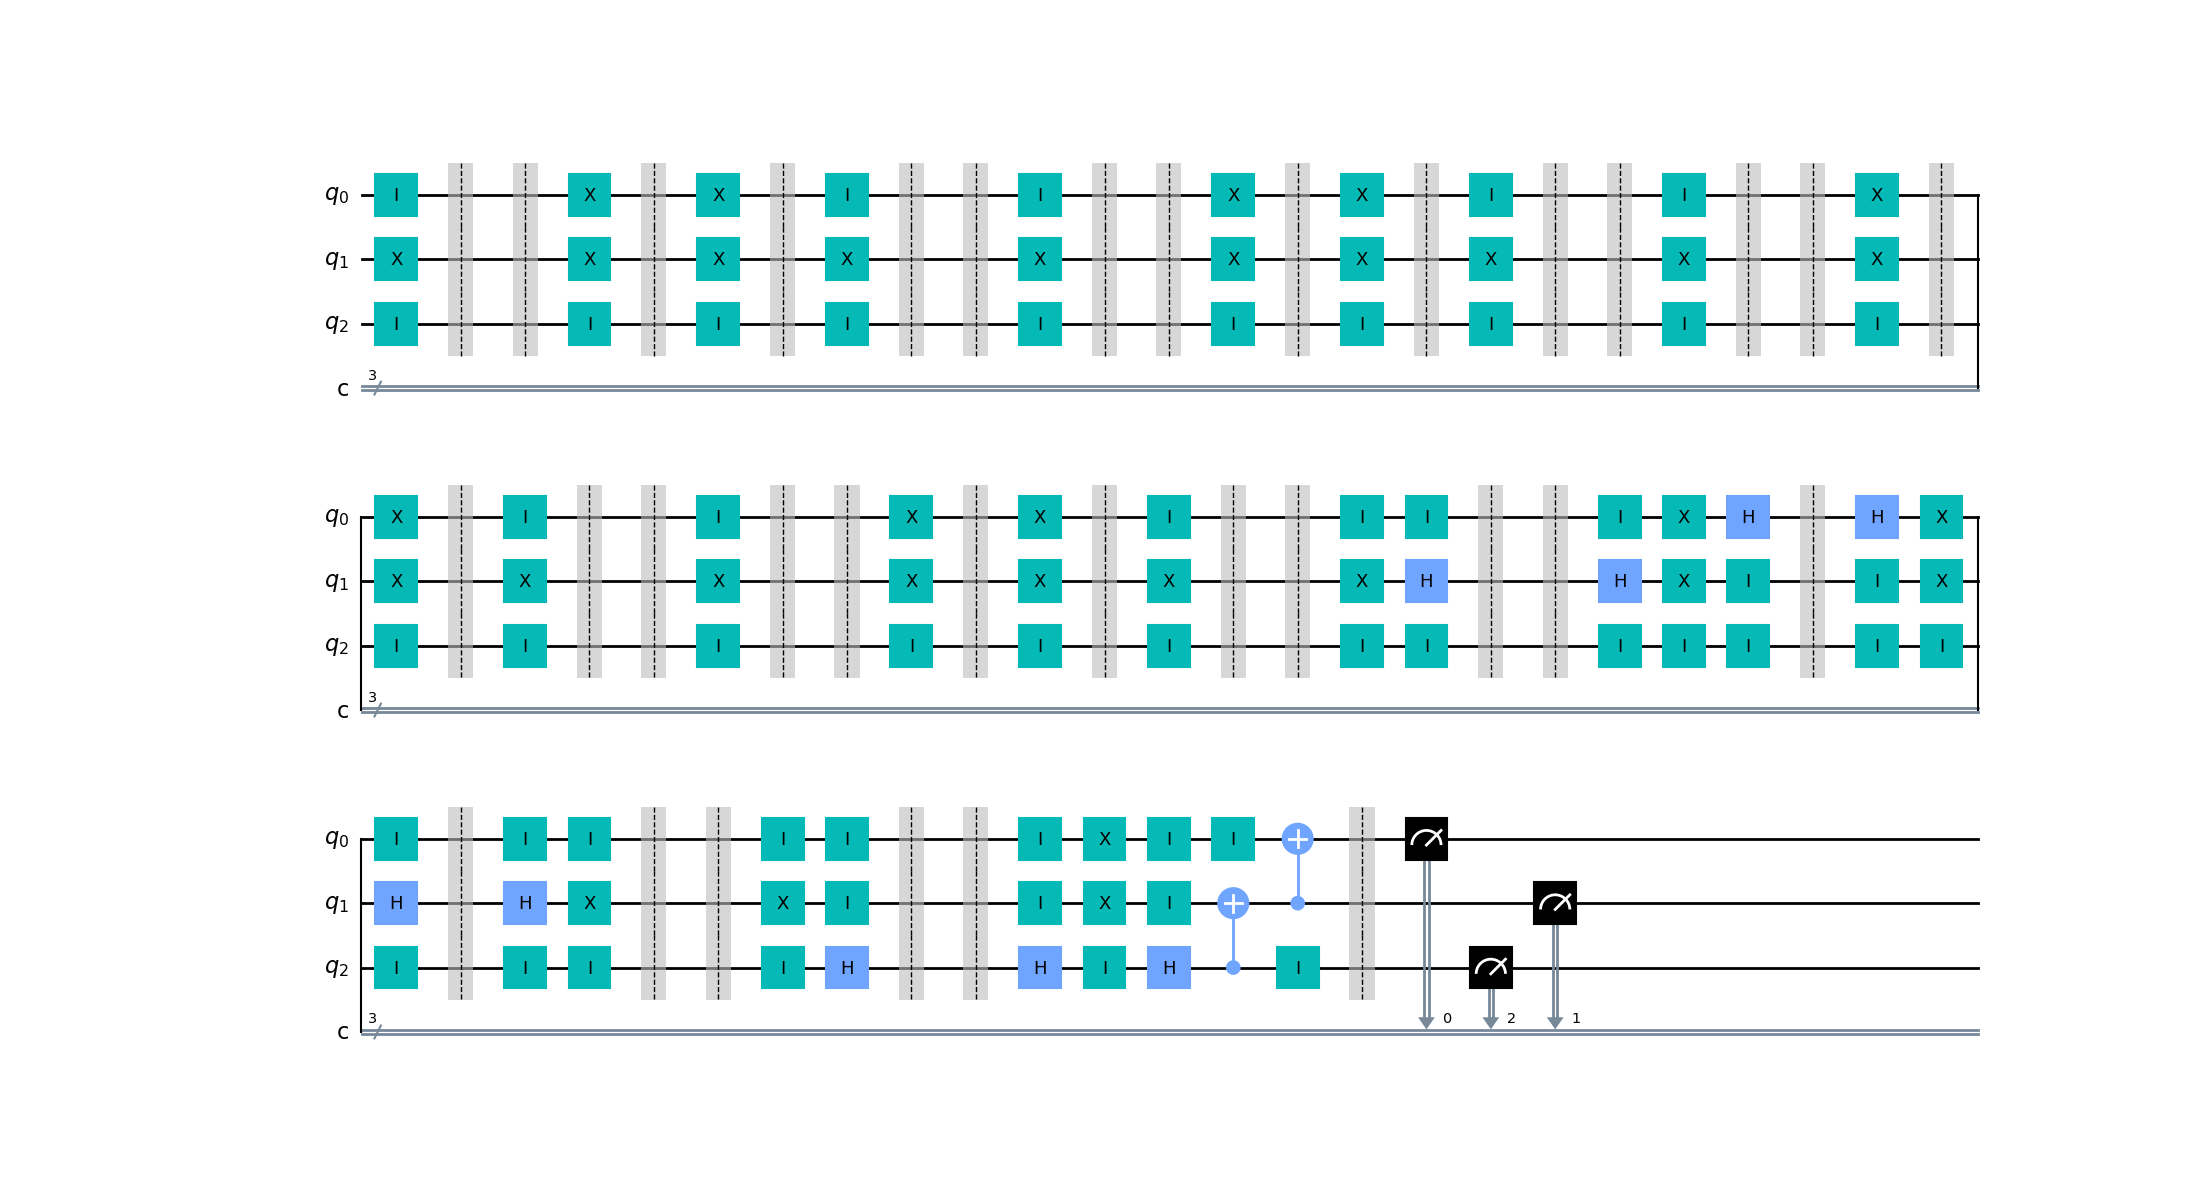 q0 I X X I I X X I I X
q1 X X X X X X X X X X
q2 I I I I I I I I I I
c 3
q0 X I I X X I I I I X H H X
q1 X X X X X X X H H X I I X
q2 I I I I I I I I I I I I I
c 3
q0 I I I I I I X I I
q1 H H X X I I X I
q2 I I I I H H I H I
c 3 0 2 1